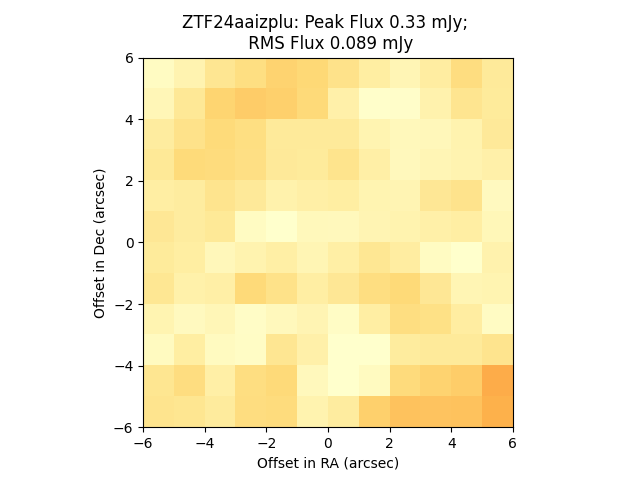 ZTF24aaizplu: Peak Flux 0.33 mJy;
RMS Flux 0.089 mJy
6
4
2
0
−2
−4
−6
Offset in Dec (arcsec)
−6 −4 −2 0 2 4 6
Offset in RA (arcsec)